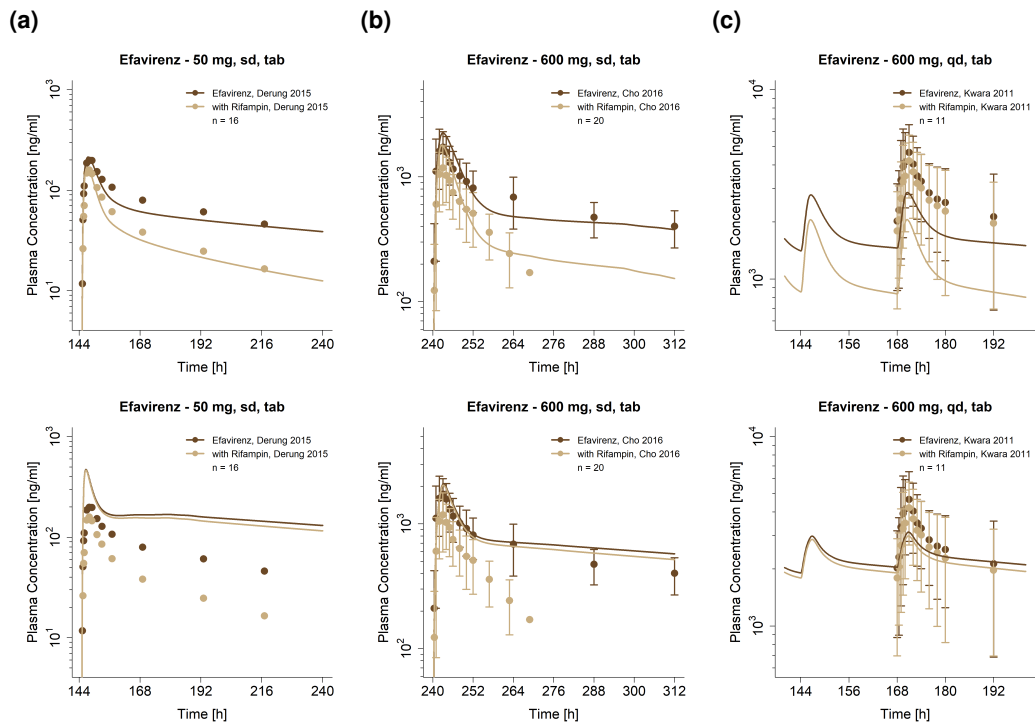 (a)
(b)
(c)
Efavirenz - 50 mg, sd, tab
Plasma Concentration [ng/ml]
10³
10²
10¹
Efavirenz, Derung 2015
with Rifampin, Derung 2015
n = 16
144 168 192 216 240
Time [h]
Efavirenz - 600 mg, sd, tab
Plasma Concentration [ng/ml]
10³
10²
Efavirenz, Cho 2016
with Rifampin, Cho 2016
n = 20
240 252 264 276 288 300 312
Time [h]
Efavirenz - 600 mg, qd, tab
Plasma Concentration [ng/ml]
10⁴
10³
Efavirenz, Kwara 2011
with Rifampin, Kwara 2011
n = 11
144 156 168 180 192
Time [h]
Efavirenz - 50 mg, sd, tab
Plasma Concentration [ng/ml]
10³
10²
10¹
Efavirenz, Derung 2015
with Rifampin, Derung 2015
n = 16
144 168 192 216 240
Time [h]
Efavirenz - 600 mg, sd, tab
Plasma Concentration [ng/ml]
10³
10²
Efavirenz, Cho 2016
with Rifampin, Cho 2016
n = 20
240 252 264 276 288 300 312
Time [h]
Efavirenz - 600 mg, qd, tab
Plasma Concentration [ng/ml]
10⁴
10³
Efavirenz, Kwara 2011
with Rifampin, Kwara 2011
n = 11
144 156 168 180 192
Time [h]